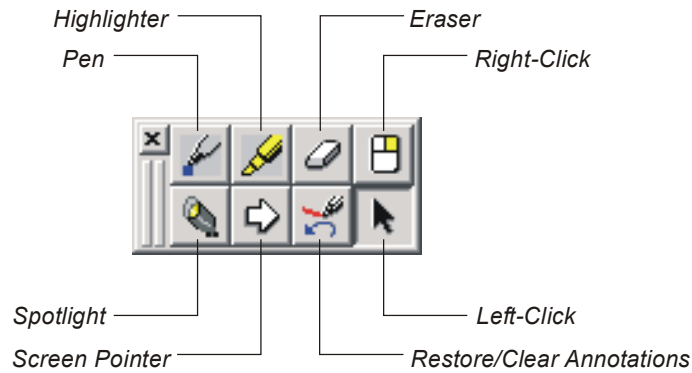 Highlighter
Eraser
Pen
Right-Click
Spotlight
Left-Click
Screen Pointer
Restore/Clear Annotations